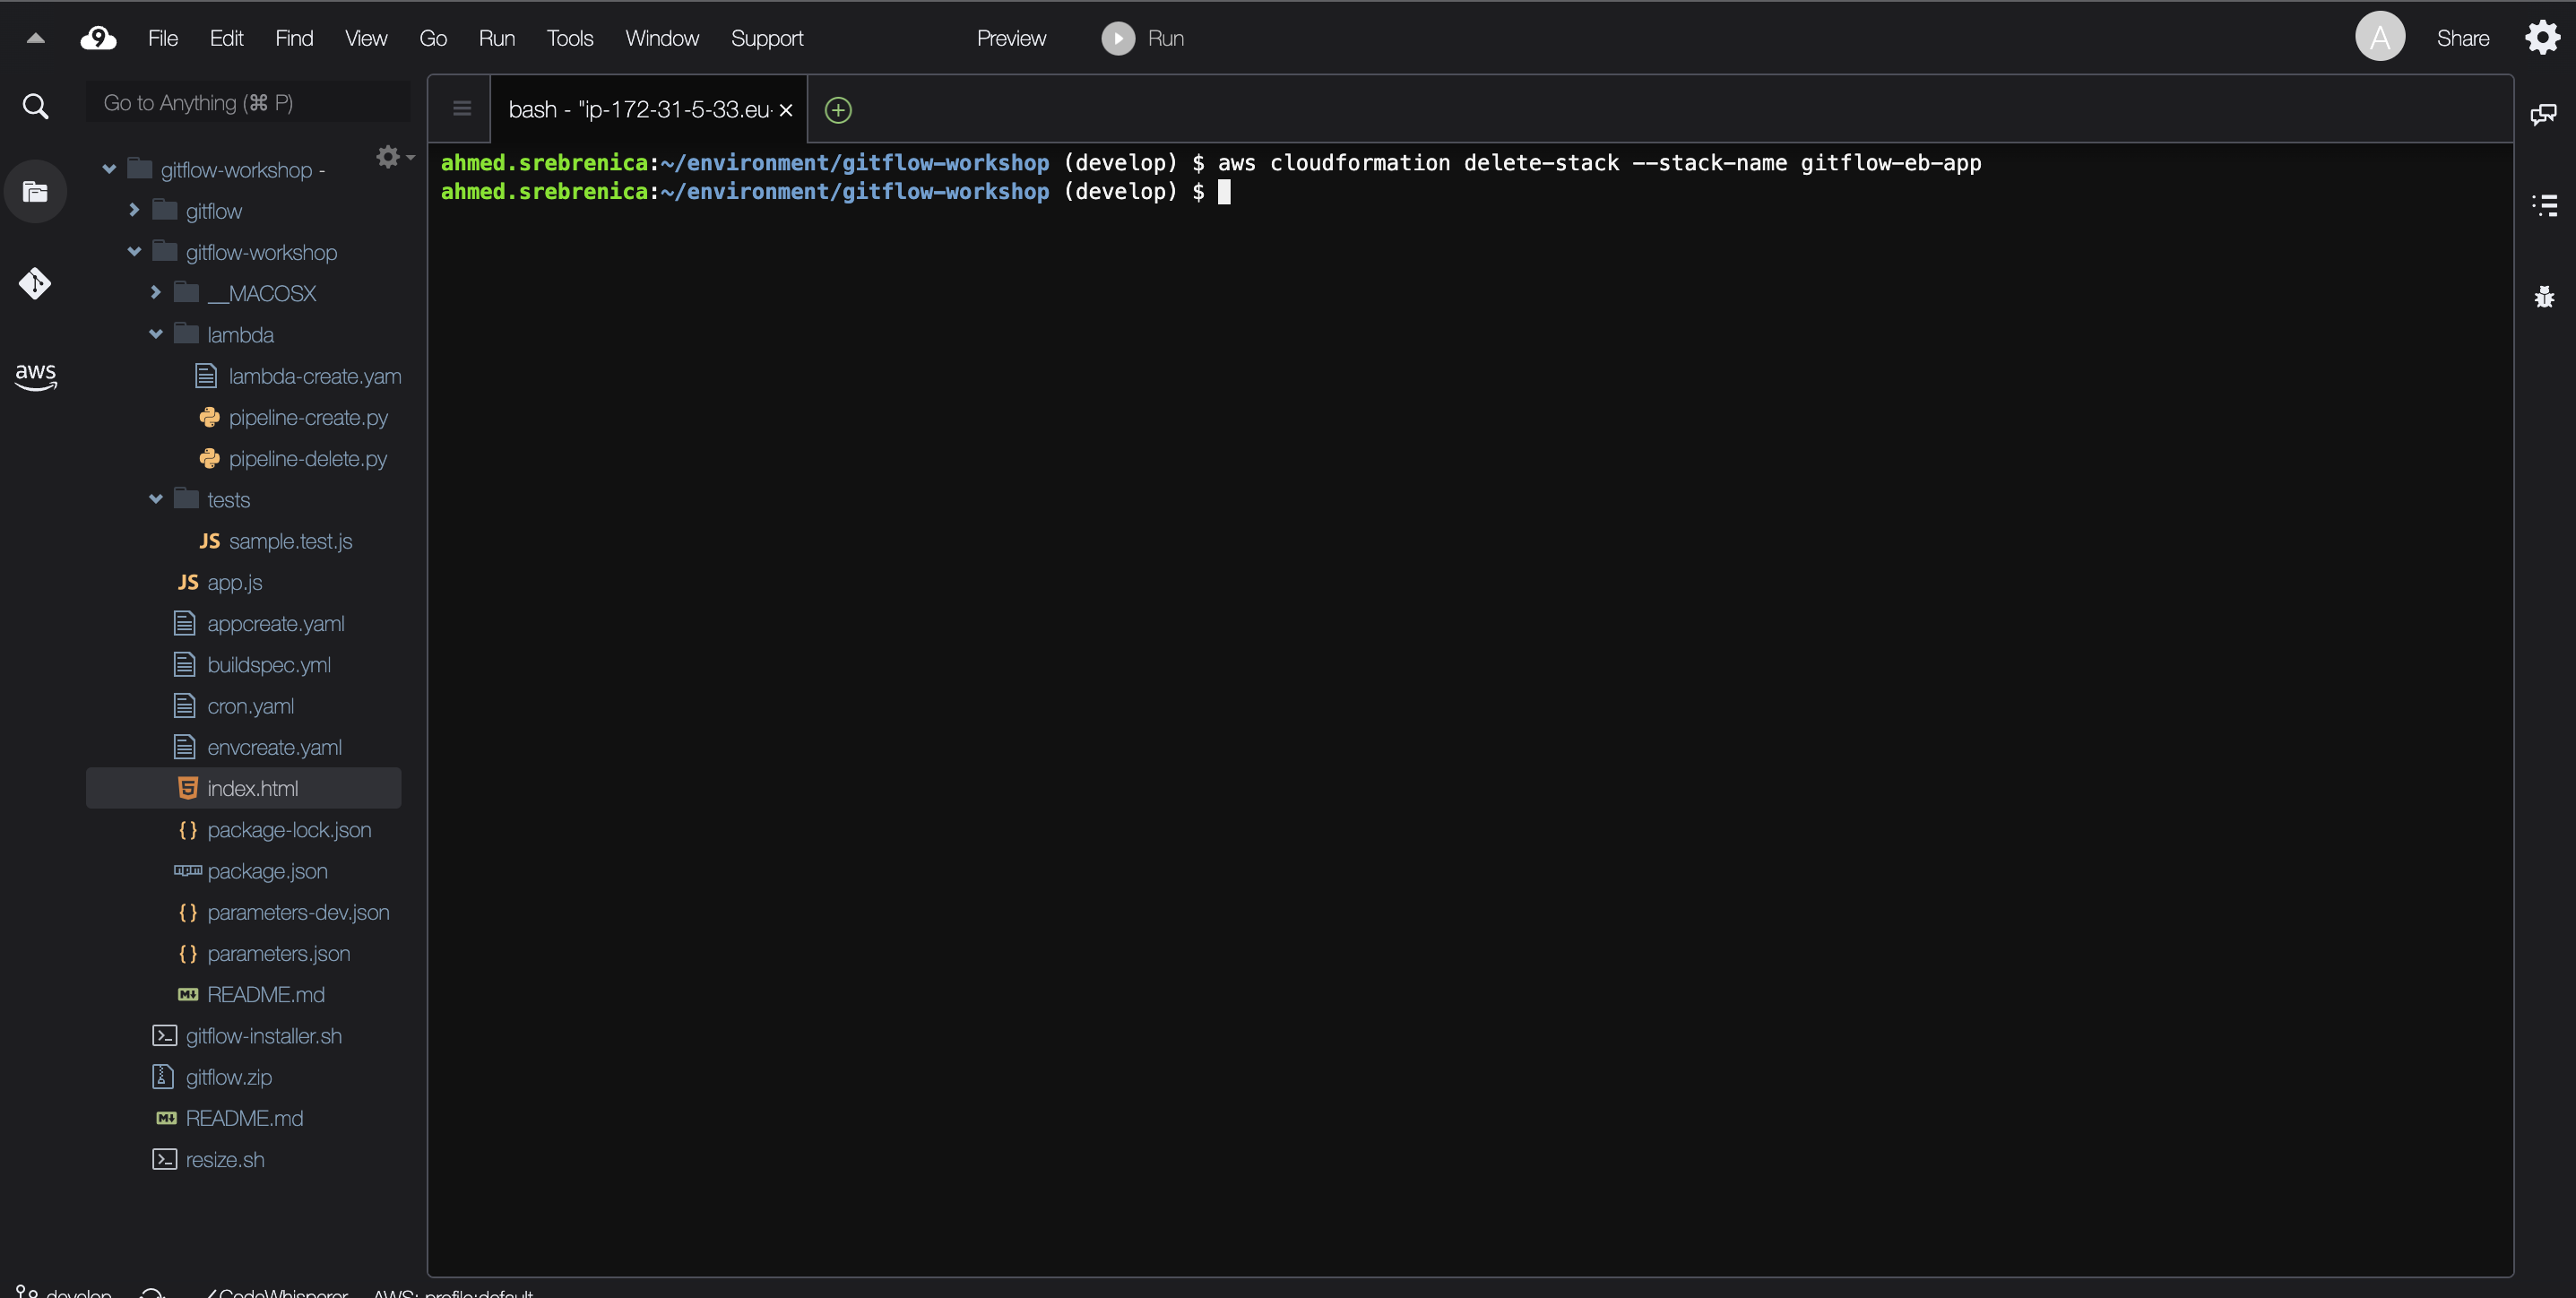 File Edit Find View Go Run Tools Window Support Preview Run A Share
Go to Anything (⌘ P)
bash - "ip-172-31-5-33.eu-
ahmed.srebrenica:~/environment/gitflow-workshop (develop) $ aws cloudformation delete-stack --stack-name gitflow-eb-app
ahmed.srebrenica:~/environment/gitflow-workshop (develop) $
gitflow-workshop -
gitflow
gitflow-workshop
__MACOSX
lambda
aws
lambda-create.yam
pipeline-create.py
pipeline-delete.py
tests
JS sample.test.js
JS app.js
appcreate.yaml
buildspec.yml
cron.yaml
envcreate.yaml
5 index.html
{} package-lock.json
package.json
{} parameters-dev.json
{} parameters.json
README.md
gitflow-installer.sh
gitflow.zip
README.md
resize.sh
develop CodeWhisperer AWS: profile:default